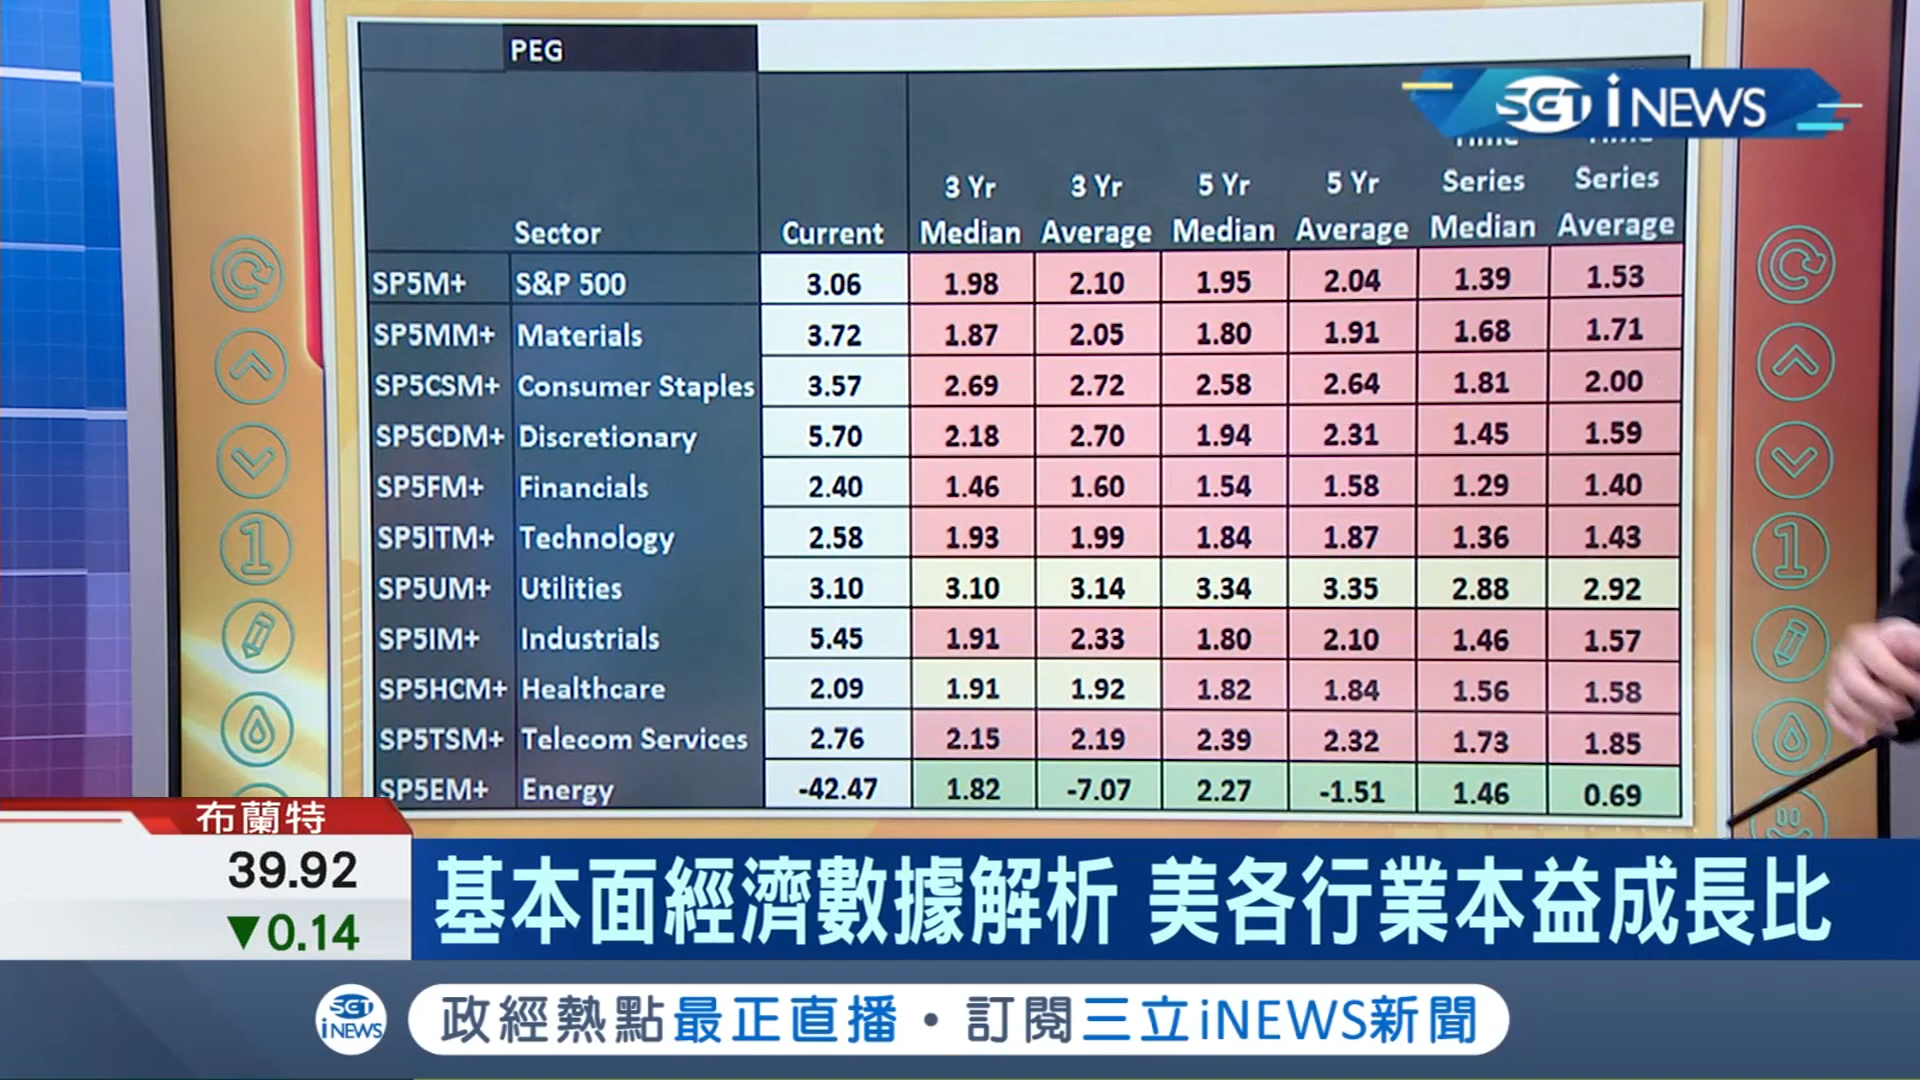 PEG
SGT iNEWS
Sector Current 3 Yr Median 3 Yr Average 5 Yr Median 5 Yr Average Time Series Median Time Series Average
SP5M+ S&P 500 3.06 1.98 2.10 1.95 2.04 1.39 1.53
SP5MM+ Materials 3.72 1.87 2.05 1.80 1.91 1.68 1.71
SP5CSM+ Consumer Staples 3.57 2.69 2.72 2.58 2.64 1.81 2.00
SP5CDM+ Discretionary 5.70 2.18 2.70 1.94 2.31 1.45 1.59
SP5FM+ Financials 2.40 1.46 1.60 1.54 1.58 1.29 1.40
SP5ITM+ Technology 2.58 1.93 1.99 1.84 1.87 1.36 1.43
SP5UM+ Utilities 3.10 3.10 3.14 3.34 3.35 2.88 2.92
SP5IM+ Industrials 5.45 1.91 2.33 1.80 2.10 1.46 1.57
SP5HCM+ Healthcare 2.09 1.91 1.92 1.82 1.84 1.56 1.58
SP5TSM+ Telecom Services 2.76 2.15 2.19 2.39 2.32 1.73 1.85
SP5EM+ Energy -42.47 1.82 -7.07 2.27 -1.51 1.46 0.69
1
1
布蘭特
39.92
▼0.14
基本面經濟數據解析 美各行業本益成長比
SGT iNEWS
政經熱點最正直播・訂閱三立iNEWS新聞